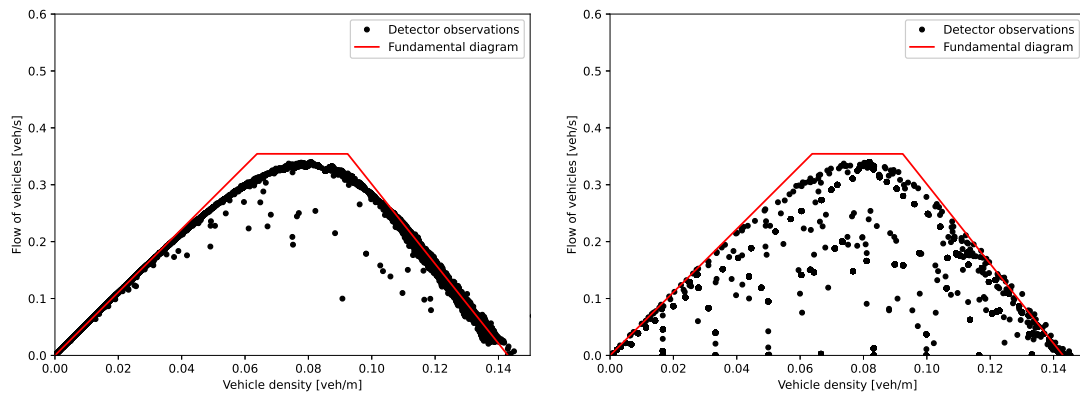 0.6
0.5
0.4
0.3
0.2
0.1
0.0
Flow of vehicles [veh/s]
Detector observations
Fundamental diagram
0.00 0.02 0.04 0.06 0.08 0.10 0.12 0.14
Vehicle density [veh/m]
0.6
0.5
0.4
0.3
0.2
0.1
0.0
Flow of vehicles [veh/s]
Detector observations
Fundamental diagram
0.00 0.02 0.04 0.06 0.08 0.10 0.12 0.14
Vehicle density [veh/m]